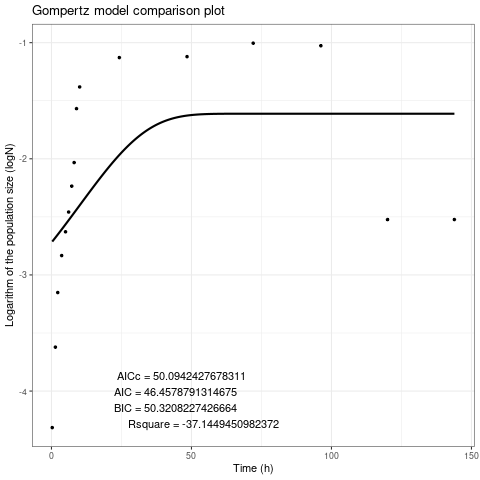 Gompertz model comparison plot
Logarithm of the population size (logN)
-1
-2
-3
-4
AICc = 50.0942427678311
AIC = 46.4578791314675
BIC = 50.3208227426664
Rsquare = -37.1449450982372
0 50 100 150
Time (h)